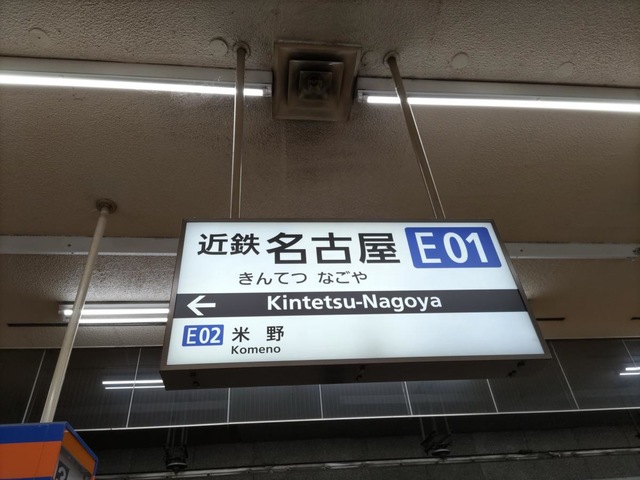 近鉄名古屋 E01
きんてつ なごや
Kintetsu-Nagoya
E02 米野
Komeno